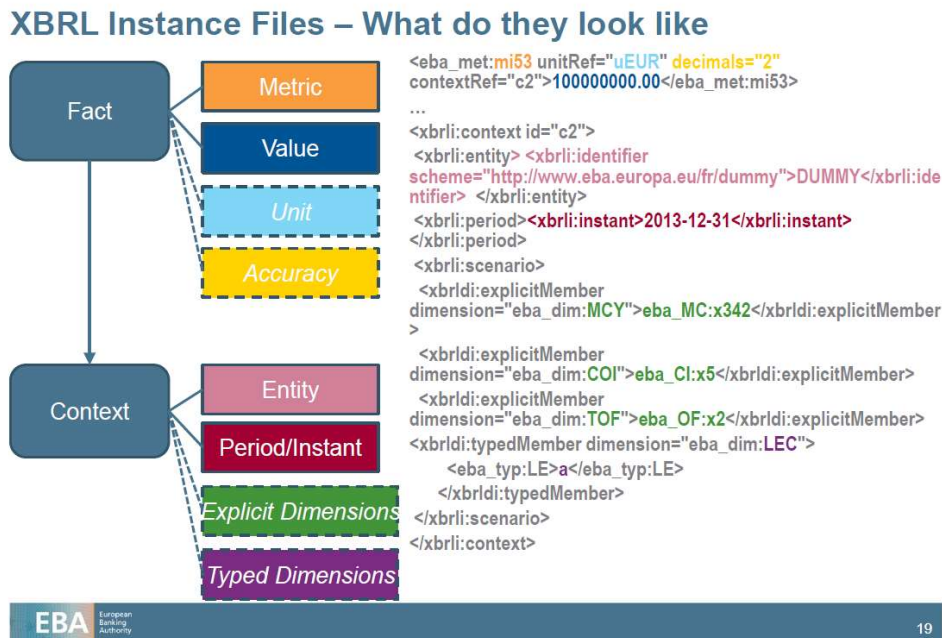 XBRL Instance Files – What do they look like
Fact
Metric
Value
Unit
Accuracy
Context
Entity
Period/Instant
Explicit Dimensions
Typed Dimensions
<eba_met:mi53 unitRef="uEUR" decimals="2"
contextRef="c2">100000000.00</eba_met:mi53>
…
<xbrli:context id="c2">
<xbrli:entity> <xbrli:identifier
scheme="http://www.eba.europa.eu/fr/dummy">DUMMY</xbrli:ide
ntifier> </xbrli:entity>
<xbrli:period><xbrli:instant>2013-12-31</xbrli:instant>
</xbrli:period>
<xbrli:scenario>
<xbrldi:explicitMember
dimension="eba_dim:MCY">eba_MC:x342</xbrldi:explicitMember
>
<xbrldi:explicitMember
dimension="eba_dim:COI">eba_CI:x5</xbrldi:explicitMember>
<xbrldi:explicitMember
dimension="eba_dim:TOF">eba_OF:x2</xbrldi:explicitMember>
<xbrldi:typedMember dimension="eba_dim:LEC">
<eba_typ:LE>a</eba_typ:LE>
</xbrldi:typedMember>
</xbrli:scenario>
</xbrli:context>
EBA
European
Banking
Authority
19